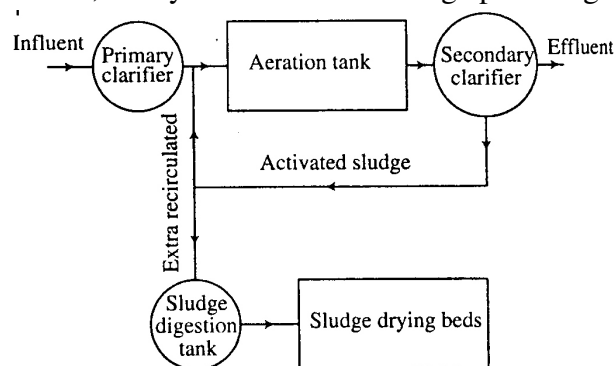 Influent
Primary
clarifier
Aeration tank
Secondary
clarifier
Effluent
Extra recirculated
Activated sludge
Sludge
digestion
tank
Sludge drying beds